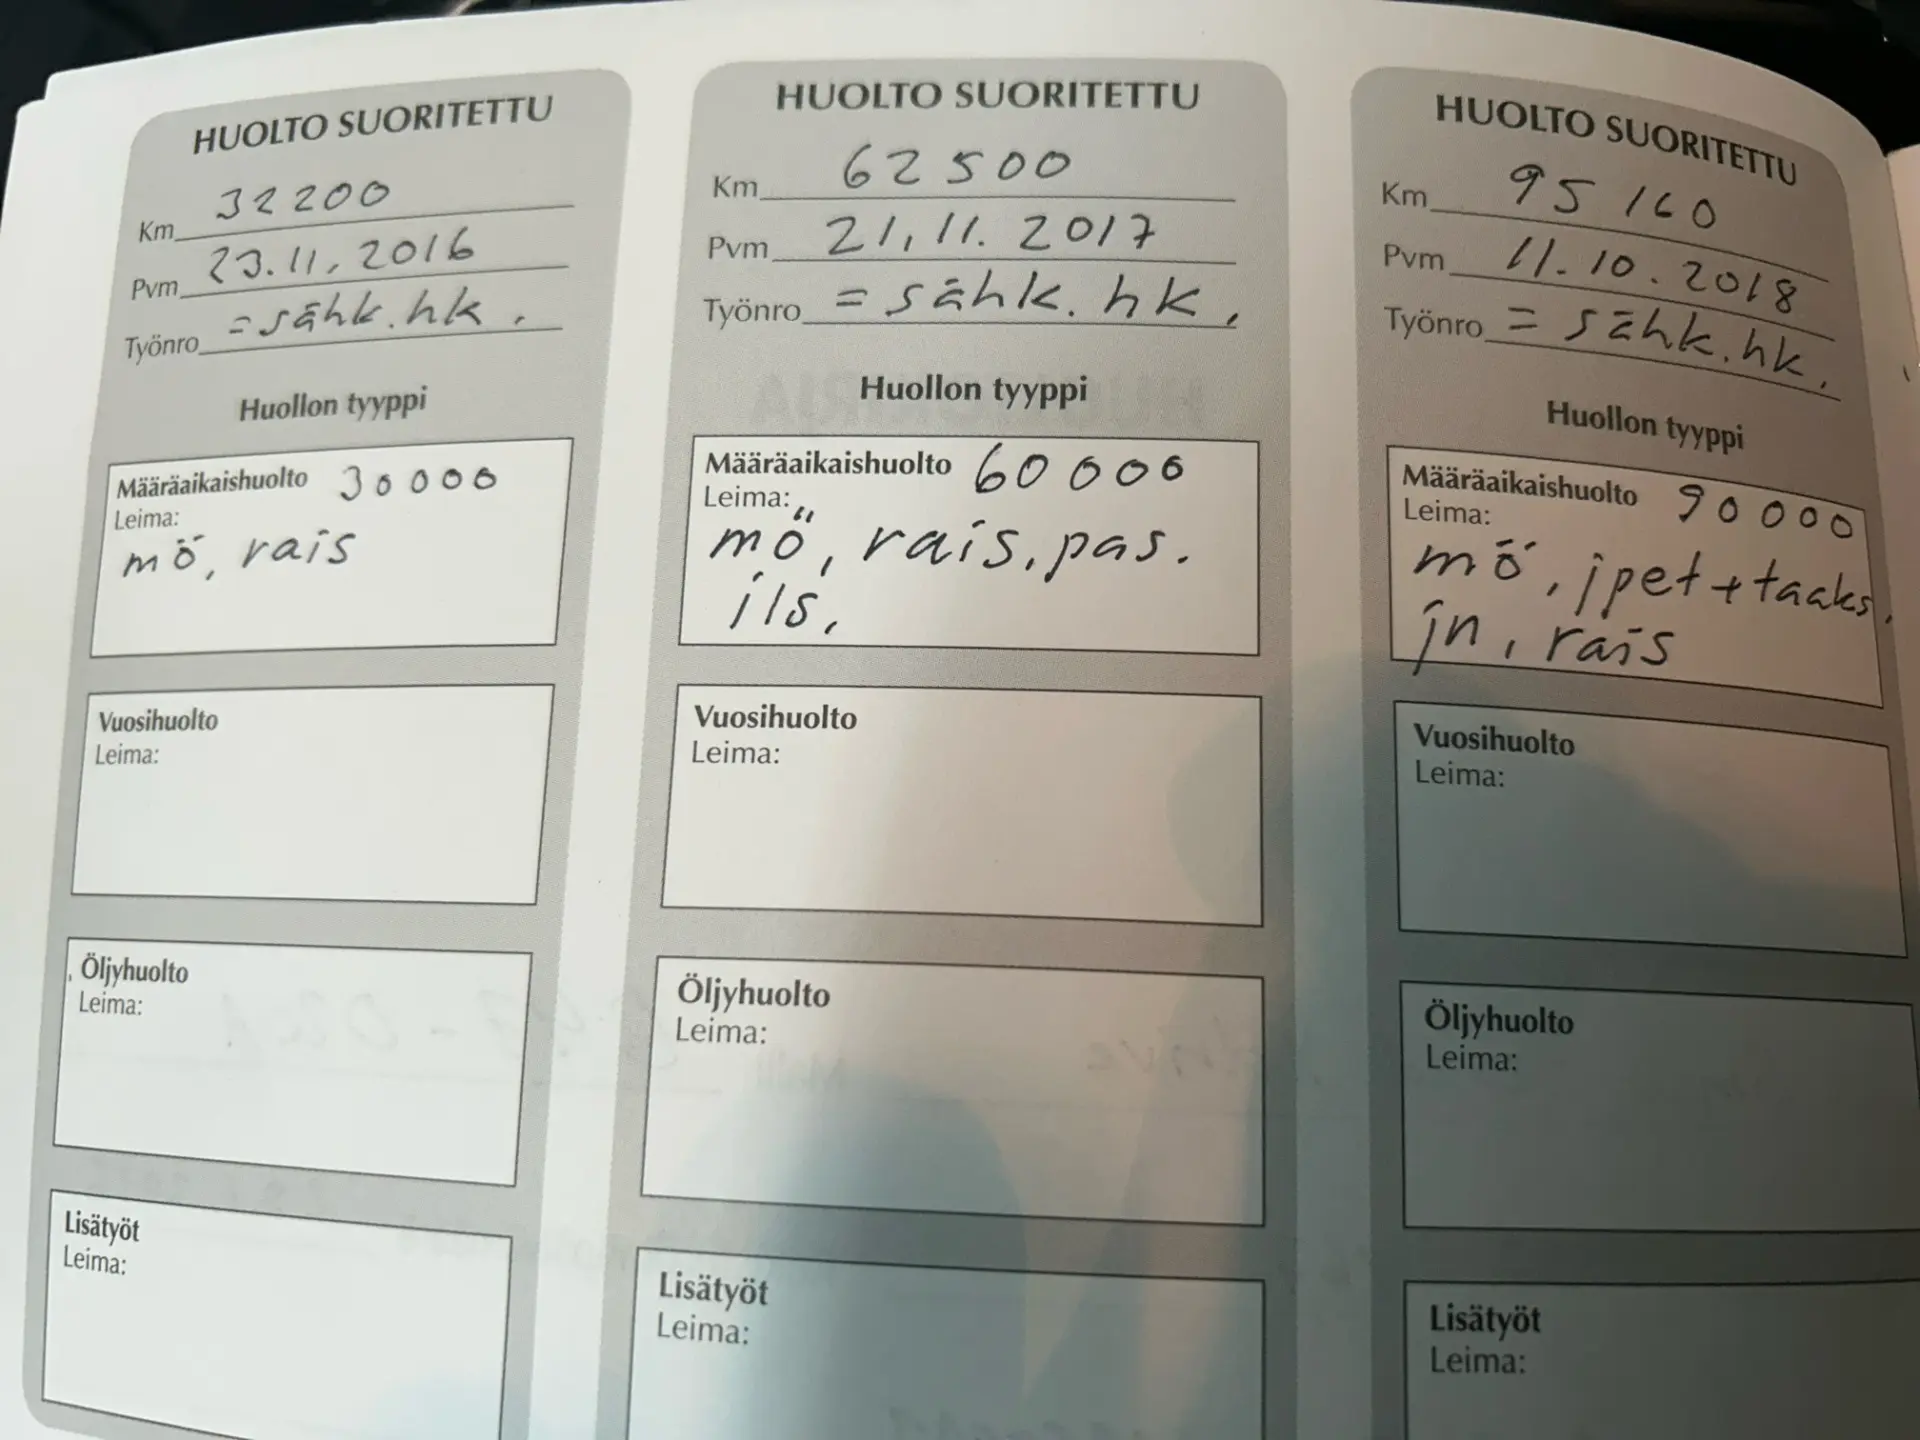 HUOLTO SUORITETTU
Km 32200
Pvm 23.11.2016
Työnro = sähk.hk.
Huollon tyyppi
Määräaikaishuolto 30000
Leima:
mö, rais
Vuosihuolto
Leima:
Öljyhuolto
Leima:
Lisätyöt
Leima:
HUOLTO SUORITETTU
Km 62500
Pvm 21.11.2017
Työnro = sähk.hk.
Huollon tyyppi
Määräaikaishuolto 60000
Leima:
mö, rais, pas.
ils.
Vuosihuolto
Leima:
Öljyhuolto
Leima:
Lisätyöt
Leima:
HUOLTO SUORITETTU
Km 95160
Pvm 11.10.2018
Työnro = sähk.hk.
Huollon tyyppi
Määräaikaishuolto 90000
Leima:
mö, jpet + taaks.
jn, rais
Vuosihuolto
Leima:
Öljyhuolto
Leima:
Lisätyöt
Leima: